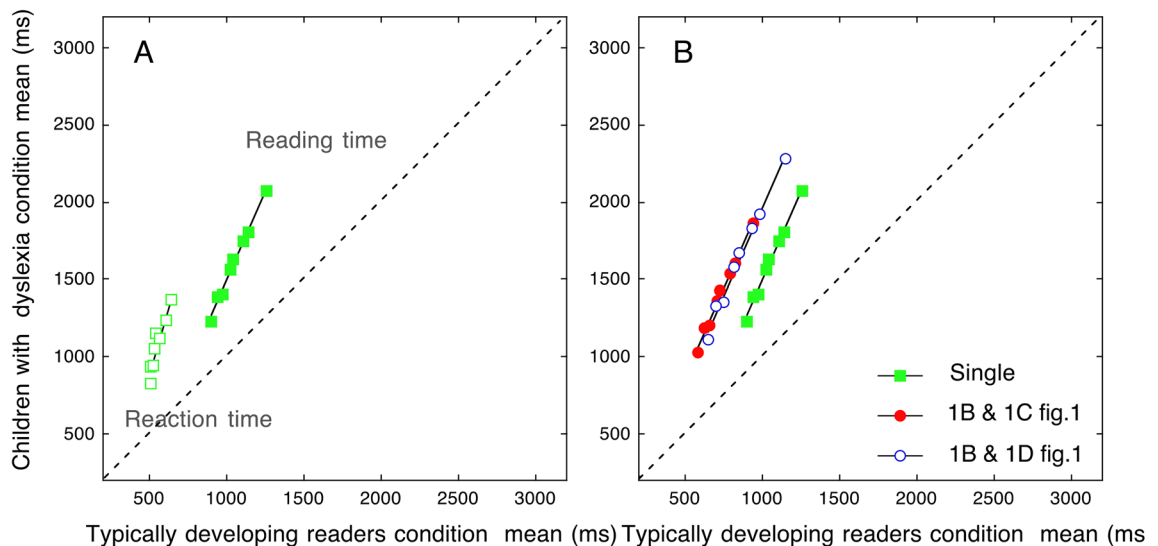 Children with dyslexia condition mean (ms)
A
3000
2500
2000
1500
1000
500
Reading time
Reaction time
500 1000 1500 2000 2500 3000
Typically developing readers condition mean (ms)
B
3000
2500
2000
1500
1000
500
Single
1B & 1C fig.1
1B & 1D fig.1
500 1000 1500 2000 2500 3000
Typically developing readers condition mean (ms